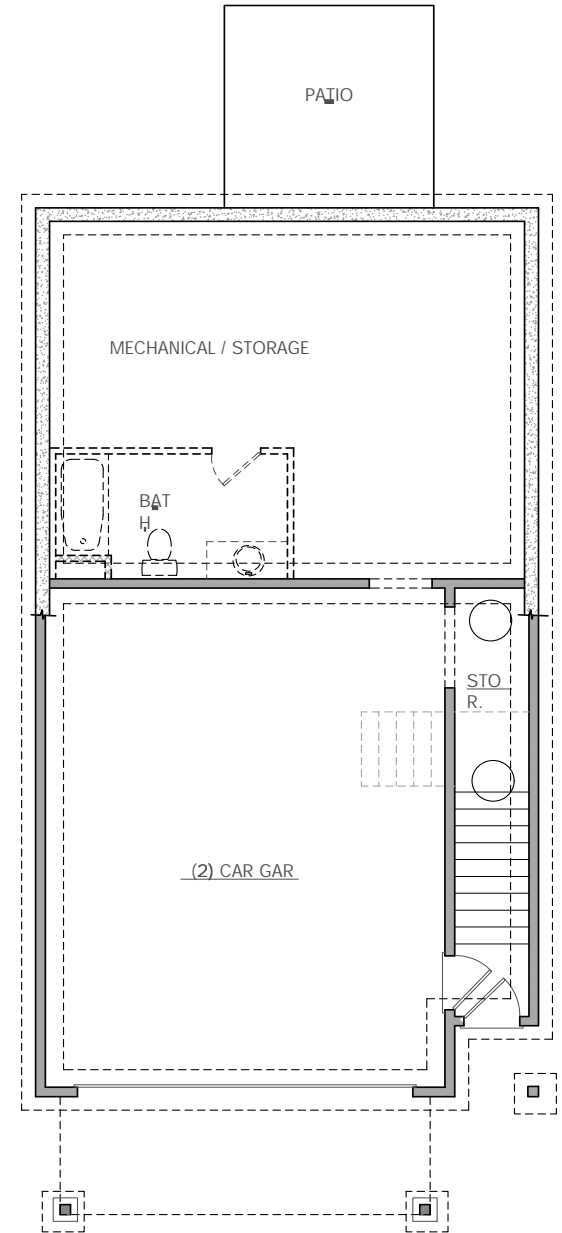 PATIO
MECHANICAL / STORAGE
BAT
H
STO
R.
(2) CAR GAR